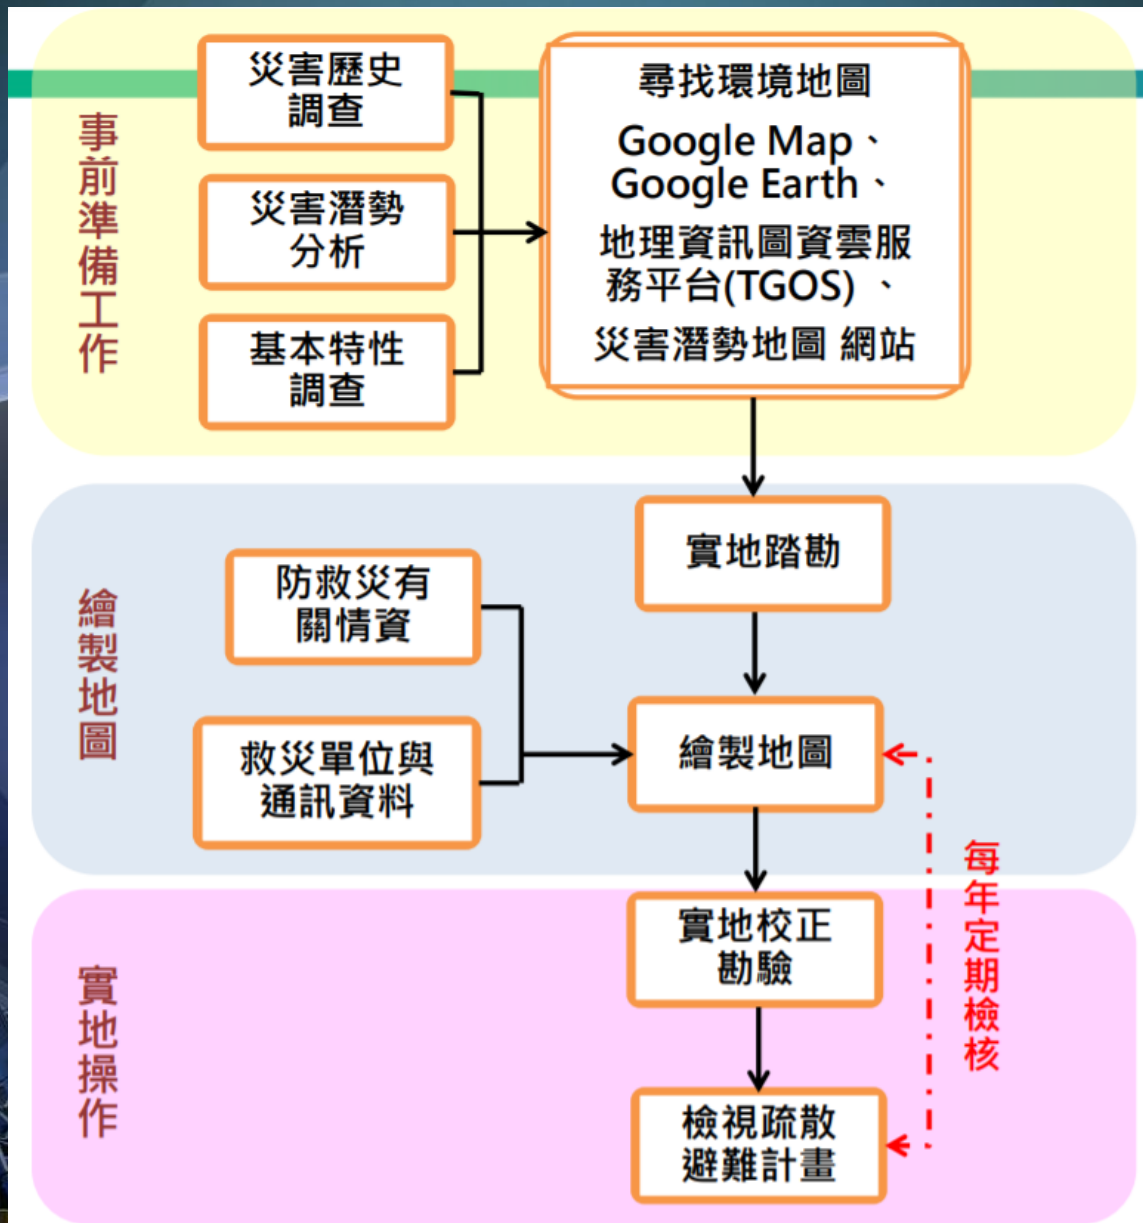 事前準備工作
災害歷史
調查
災害潛勢
分析
基本特性
調查
尋找環境地圖
Google Map、
Google Earth、
地理資訊圖資雲服
務平台(TGOS) 、
災害潛勢地圖 網站
繪製地圖
實地踏勘
防救災有
關情資
救災單位與
通訊資料
繪製地圖
每年定期檢核
實地操作
實地校正
勘驗
檢視疏散
避難計畫